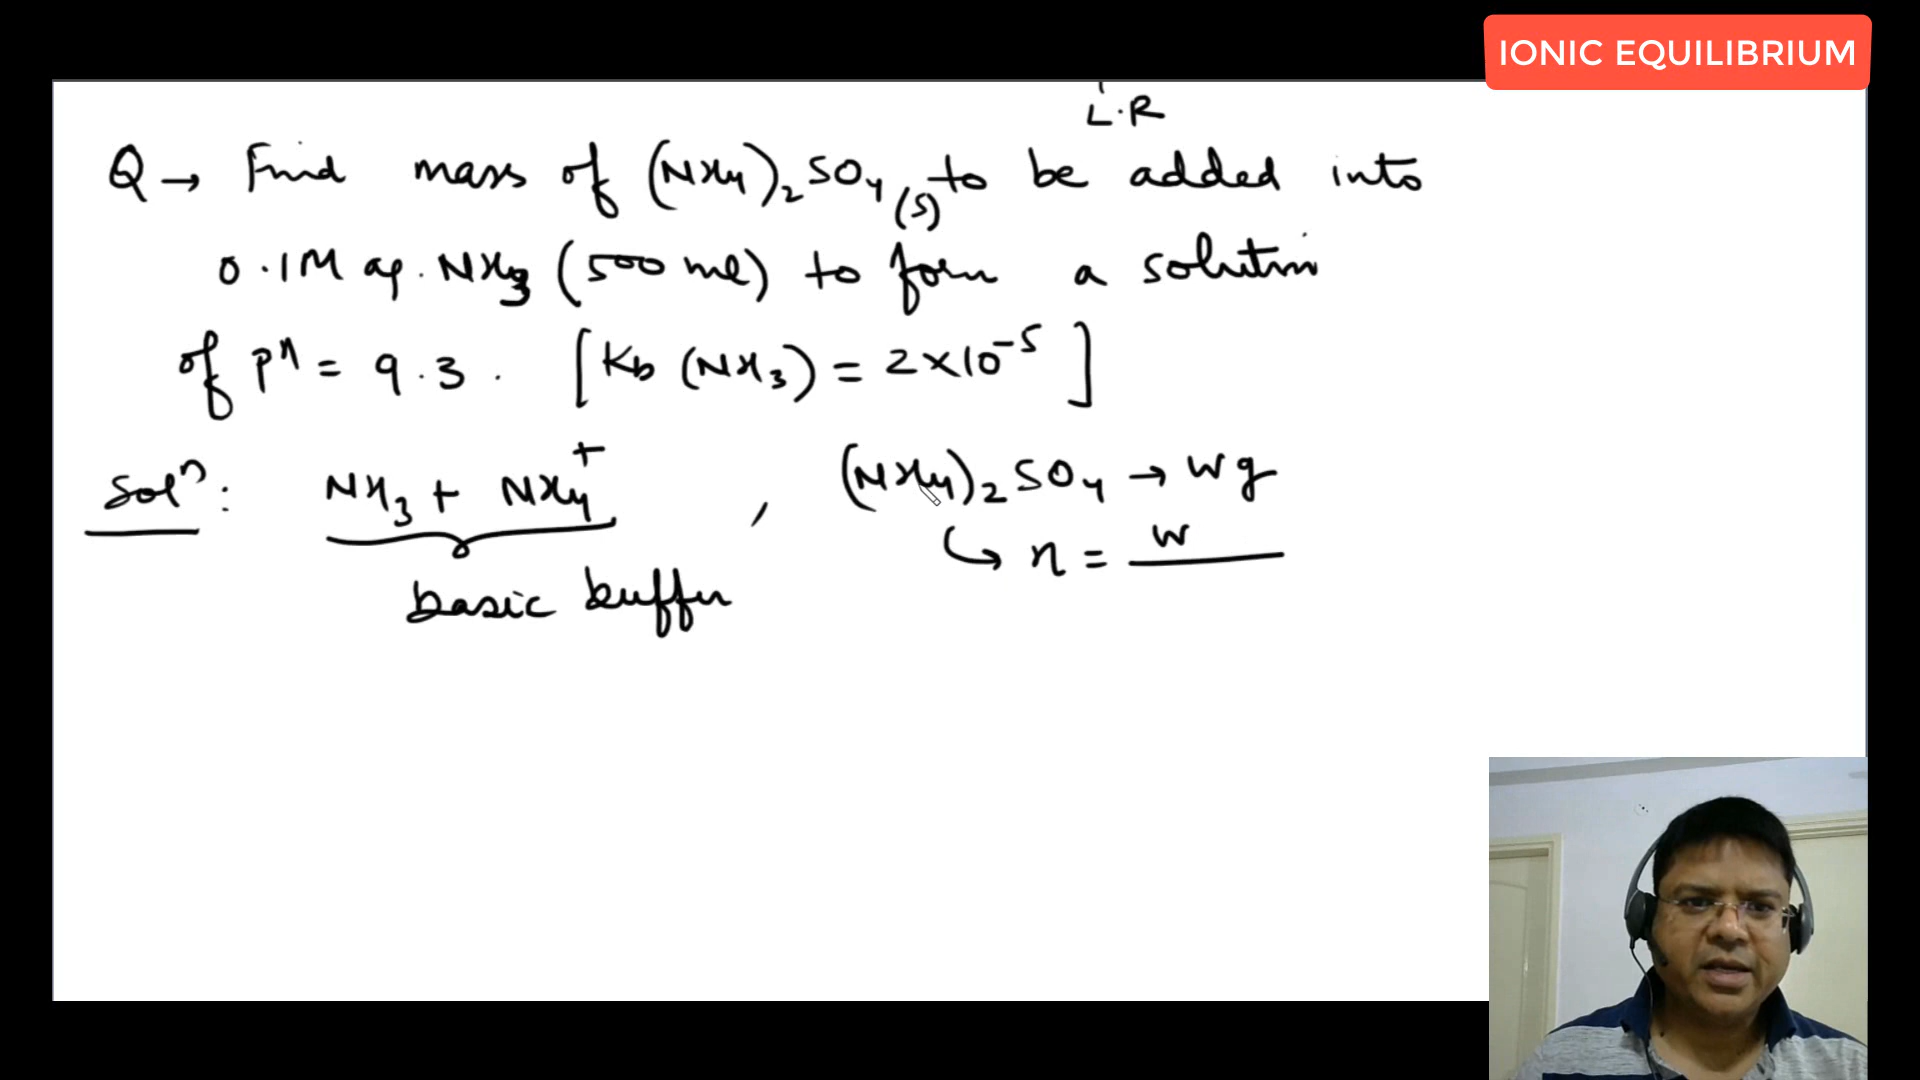 IONIC EQUILIBRIUM
L.R
Q → Find mass of (NH4)2SO4(s) to be added into
0.1M aq. NH3 (500 ml) to form a solution
of pH = 9.3. [Kb (NH3) = 2×10⁻⁵]
Solⁿ: NH3 + NH4⁺ , (NH4)2SO4 → w g
↳ n = w
basic buffer